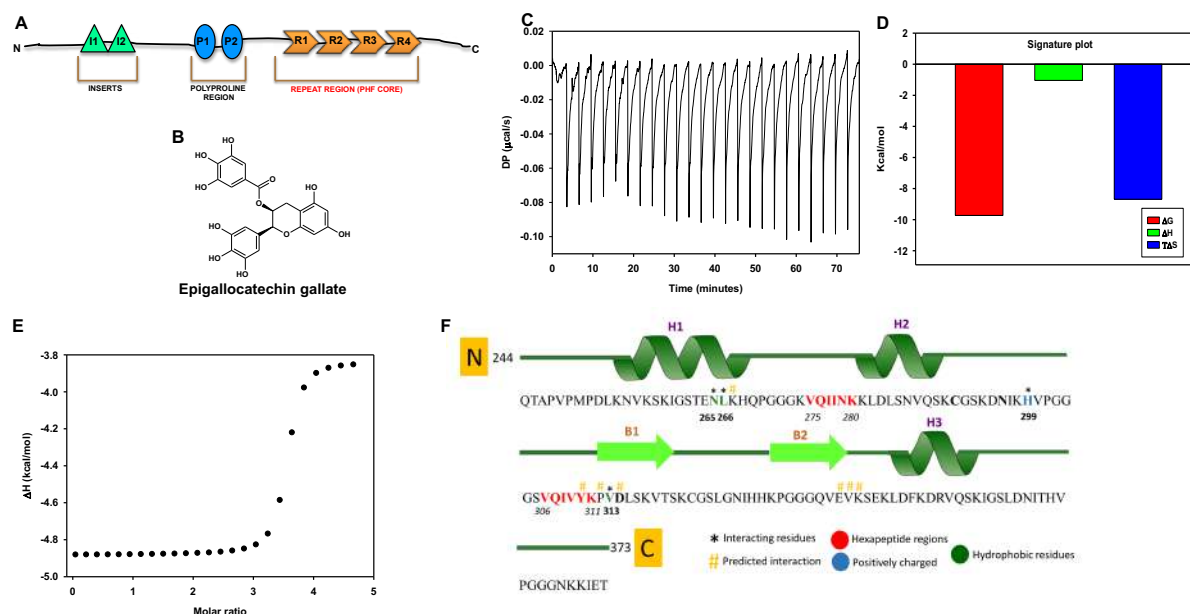 A
I1 I2 P1 P2 R1 R2 R3 R4
N C
INSERTS
POLYPROLINE
REGION
REPEAT REGION (PHF CORE)
B
HO
HO
HO
O
O
OH
HO
O
OH
HO
OH
Epigallocatechin gallate
C
0.02
0.00
-0.02
-0.04
-0.06
-0.08
-0.10
DP (μcal/s)
0 10 20 30 40 50 60 70
Time (minutes)
D
Signature plot
2
0
-2
-4
-6
-8
-10
-12
Kcal/mol
ΔG
ΔH
TΔS
E
-3.8
-4.0
-4.2
-4.4
-4.6
-4.8
-5.0
ΔH (kcal/mol)
0 1 2 3 4 5
Molar ratio
F
H1 H2
N 244
* * # *
QTAPVPMPDLKNVKSKIGSTENLKHQPGGGKVQIINKKLDLSNVQSKCGSKDNIKHVPGG
265 266 275 280 299
B1 B2 H3
# # * # # # #
GSVQIVYKPVDLSKVTSKCGSLGNIHHKPGGGQVEVKSEKLDFKDRVQSKIGSLDNITHV
306 311 313
373 C
PGGGNKKIET
* Interacting residues
# Predicted interaction
Hexapeptide regions
Positively charged
Hydrophobic residues